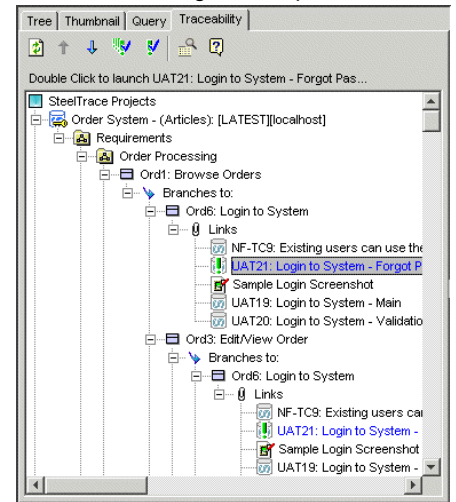 Tree Thumbnail Query Traceability
Double Click to launch UAT21: Login to System - Forgot Pas...
SteelTrace Projects
Order System - (Articles): [LATEST][localhost]
Requirements
Order Processing
Ord1: Browse Orders
Branches to:
Ord6: Login to System
Links
NF-TC9: Existing users can use the
UAT21: Login to System - Forgot P
Sample Login Screenshot
UAT19: Login to System - Main
UAT20: Login to System - Validatio
Ord3: Edit/View Order
Branches to:
Ord6: Login to System
Links
NF-TC9: Existing users cai
UAT21: Login to System -
Sample Login Screenshot
UAT19: Login to System -